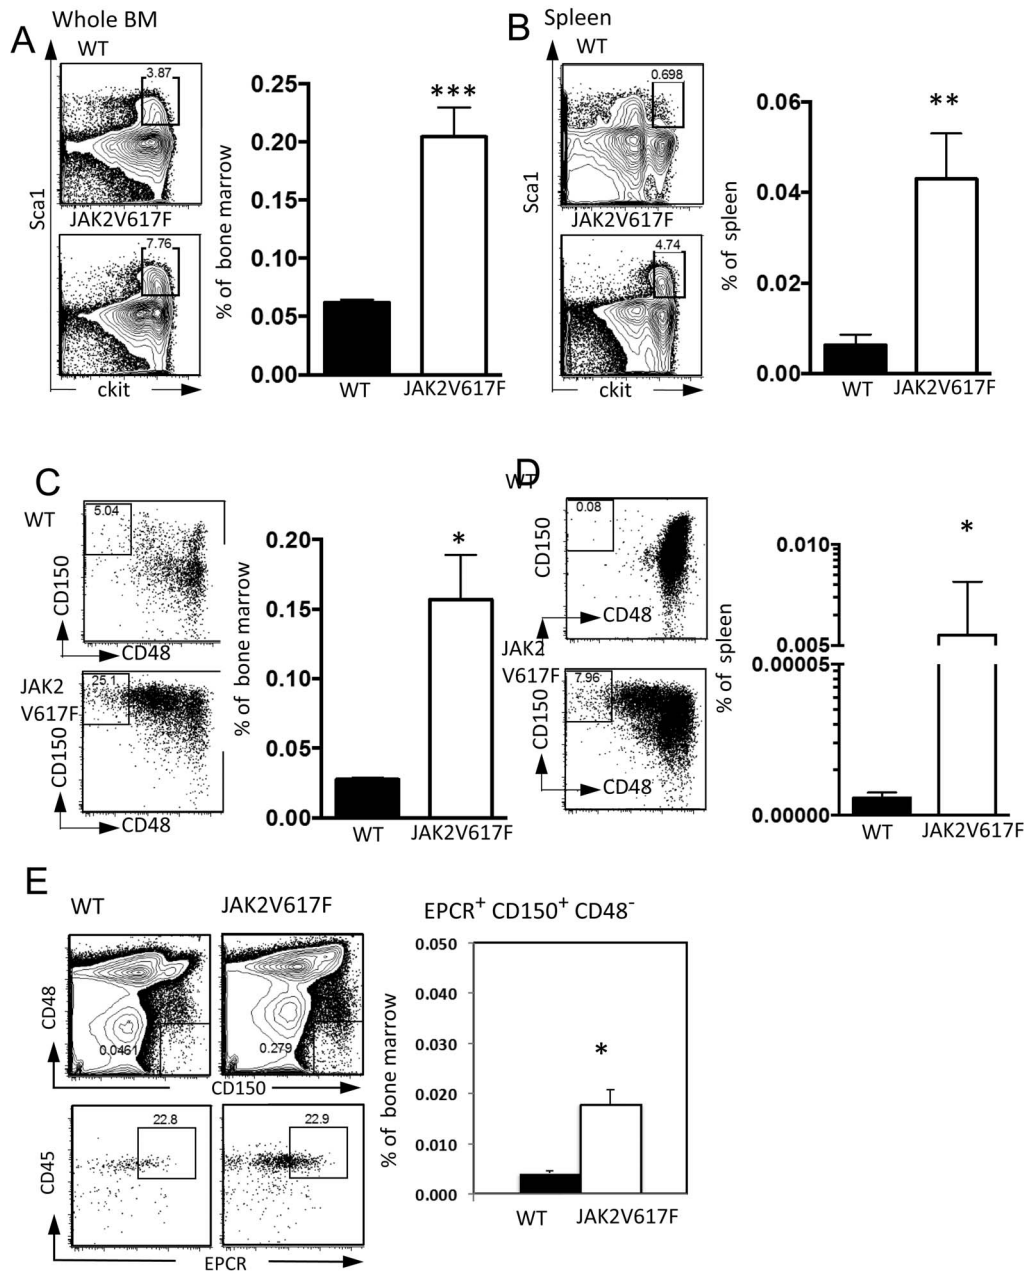 A
Whole BM
WT
3.87
JAK2V617F
7.76
Sca1
ckit
% of bone marrow
0.25
0.20
0.15
0.10
0.05
0.00
***
WT
JAK2V617F
B
Spleen
WT
0.698
JAK2V617F
4.74
Sca1
ckit
% of spleen
0.06
0.04
0.02
0.00
**
WT
JAK2V617F
C
WT
5.04
CD150
CD48
JAK2
V617F
25.1
CD150
CD48
% of bone marrow
0.20
0.15
0.10
0.05
0.00
*
WT
JAK2V617F
D
WT
0.08
CD150
CD48
JAK2
V617F
7.96
CD150
CD48
% of spleen
0.010
0.005
0.00005
0.00000
*
WT
JAK2V617F
E
WT
JAK2V617F
CD48
0.0461
0.279
CD150
22.8
22.9
CD45
EPCR
EPCR+ CD150+ CD48-
% of bone marrow
0.050
0.040
0.030
0.020
0.010
0.000
*
WT
JAK2V617F